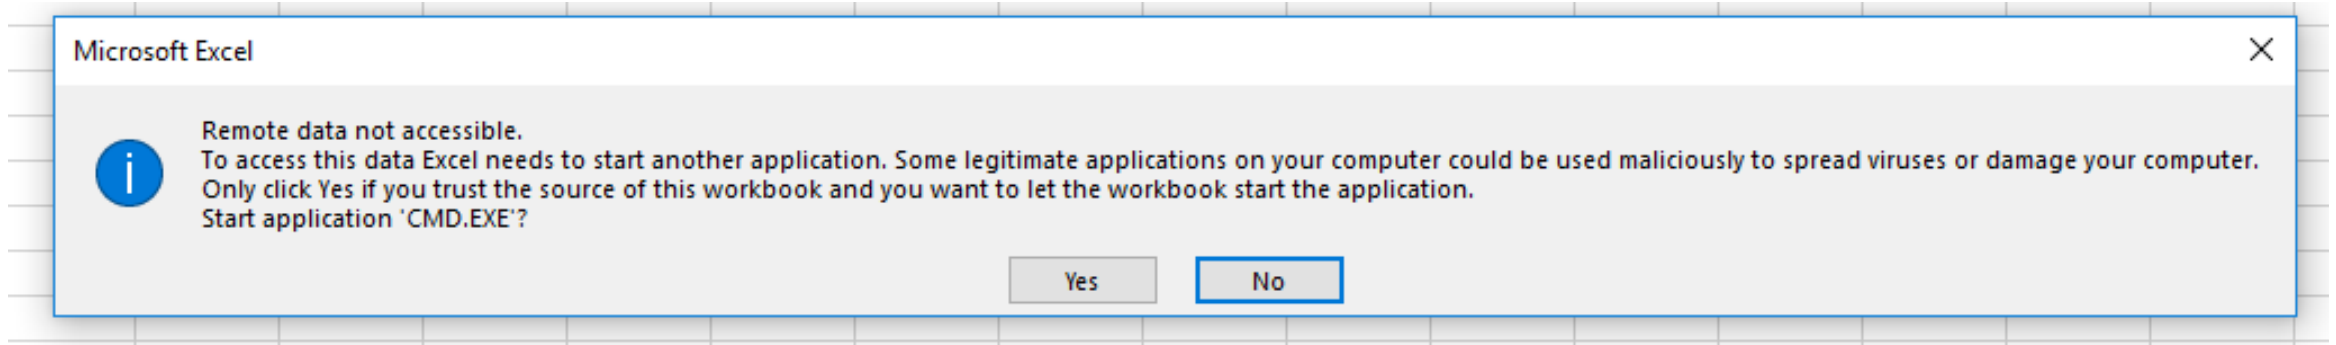 Microsoft Excel
Remote data not accessible.
To access this data Excel needs to start another application. Some legitimate applications on your computer could be used maliciously to spread viruses or damage your computer.
Only click Yes if you trust the source of this workbook and you want to let the workbook start the application.
Start application 'CMD.EXE'?
Yes
No